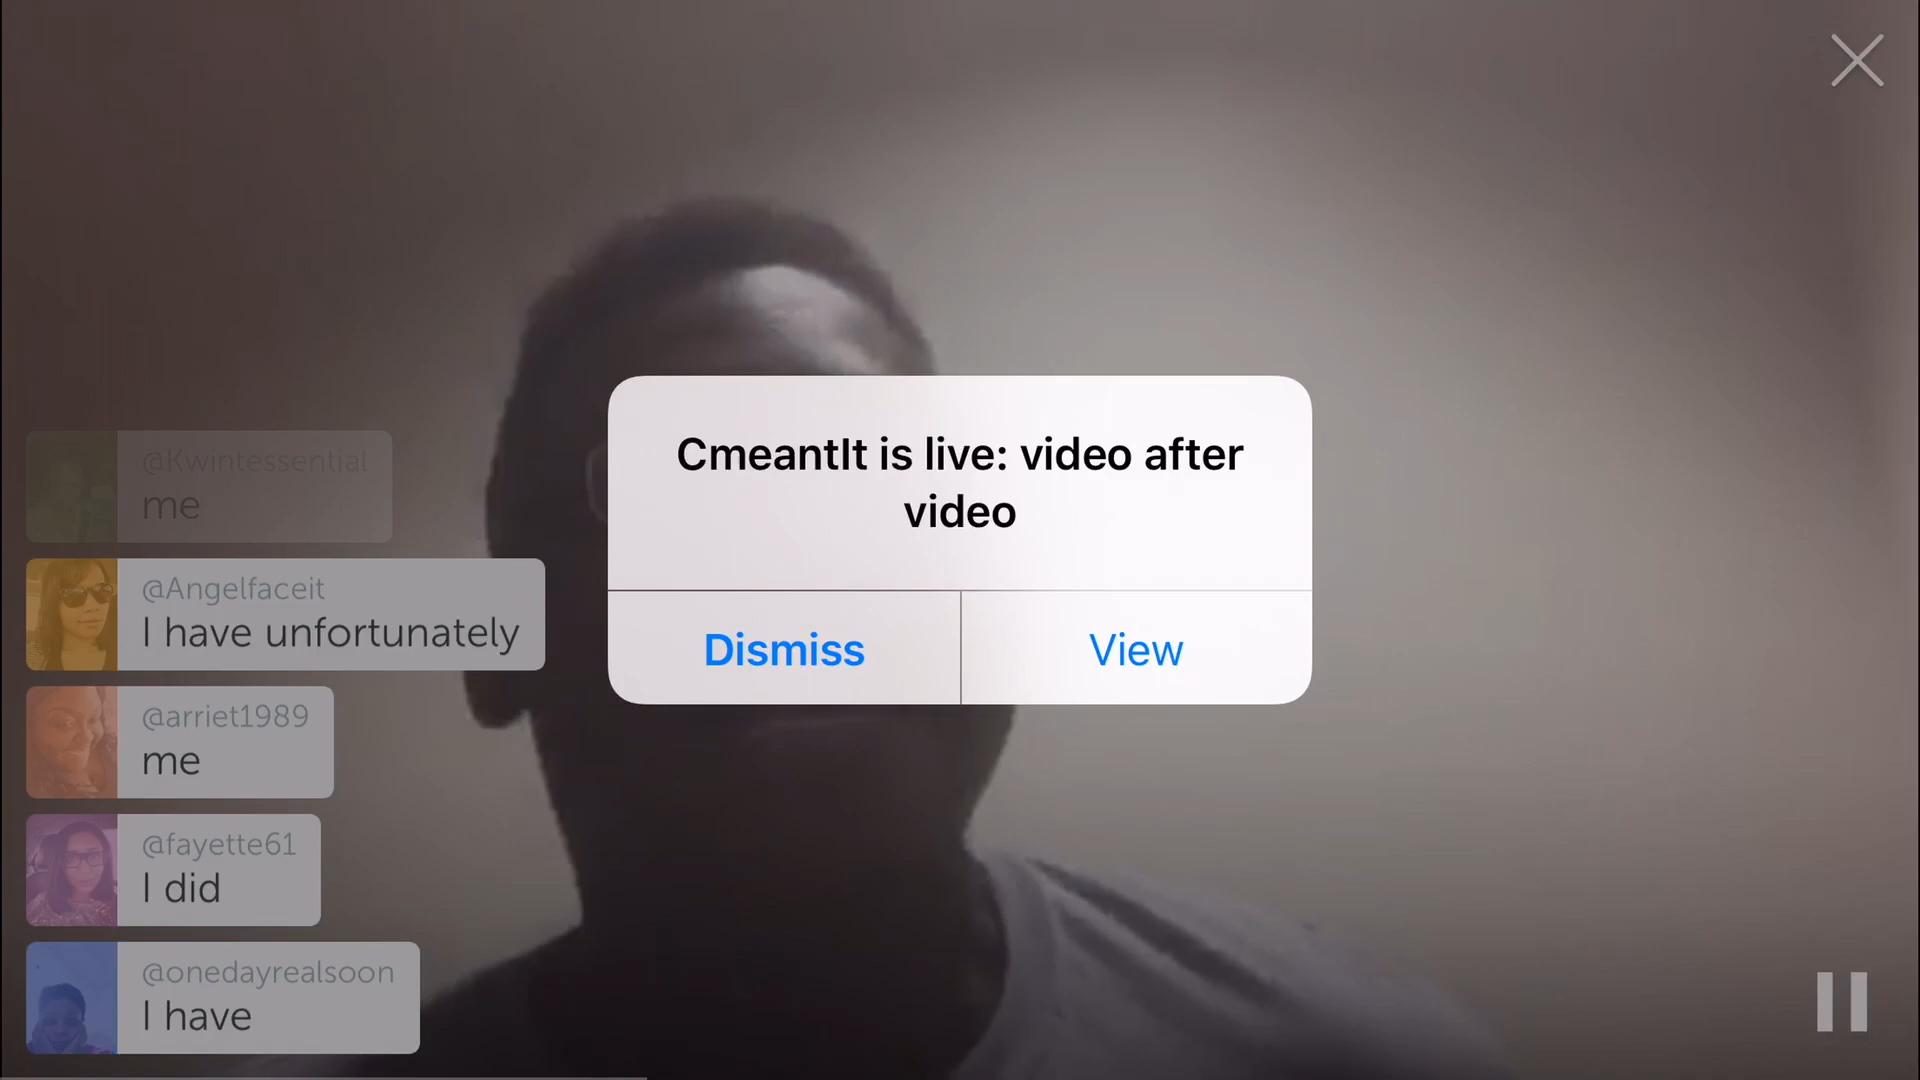 @Kwintessential
me
@Angelfaceit
I have unfortunately
@arriet1989
me
@fayette61
I did
@onedayrealsoon
I have
CmeantIt is live: video after
video
Dismiss
View